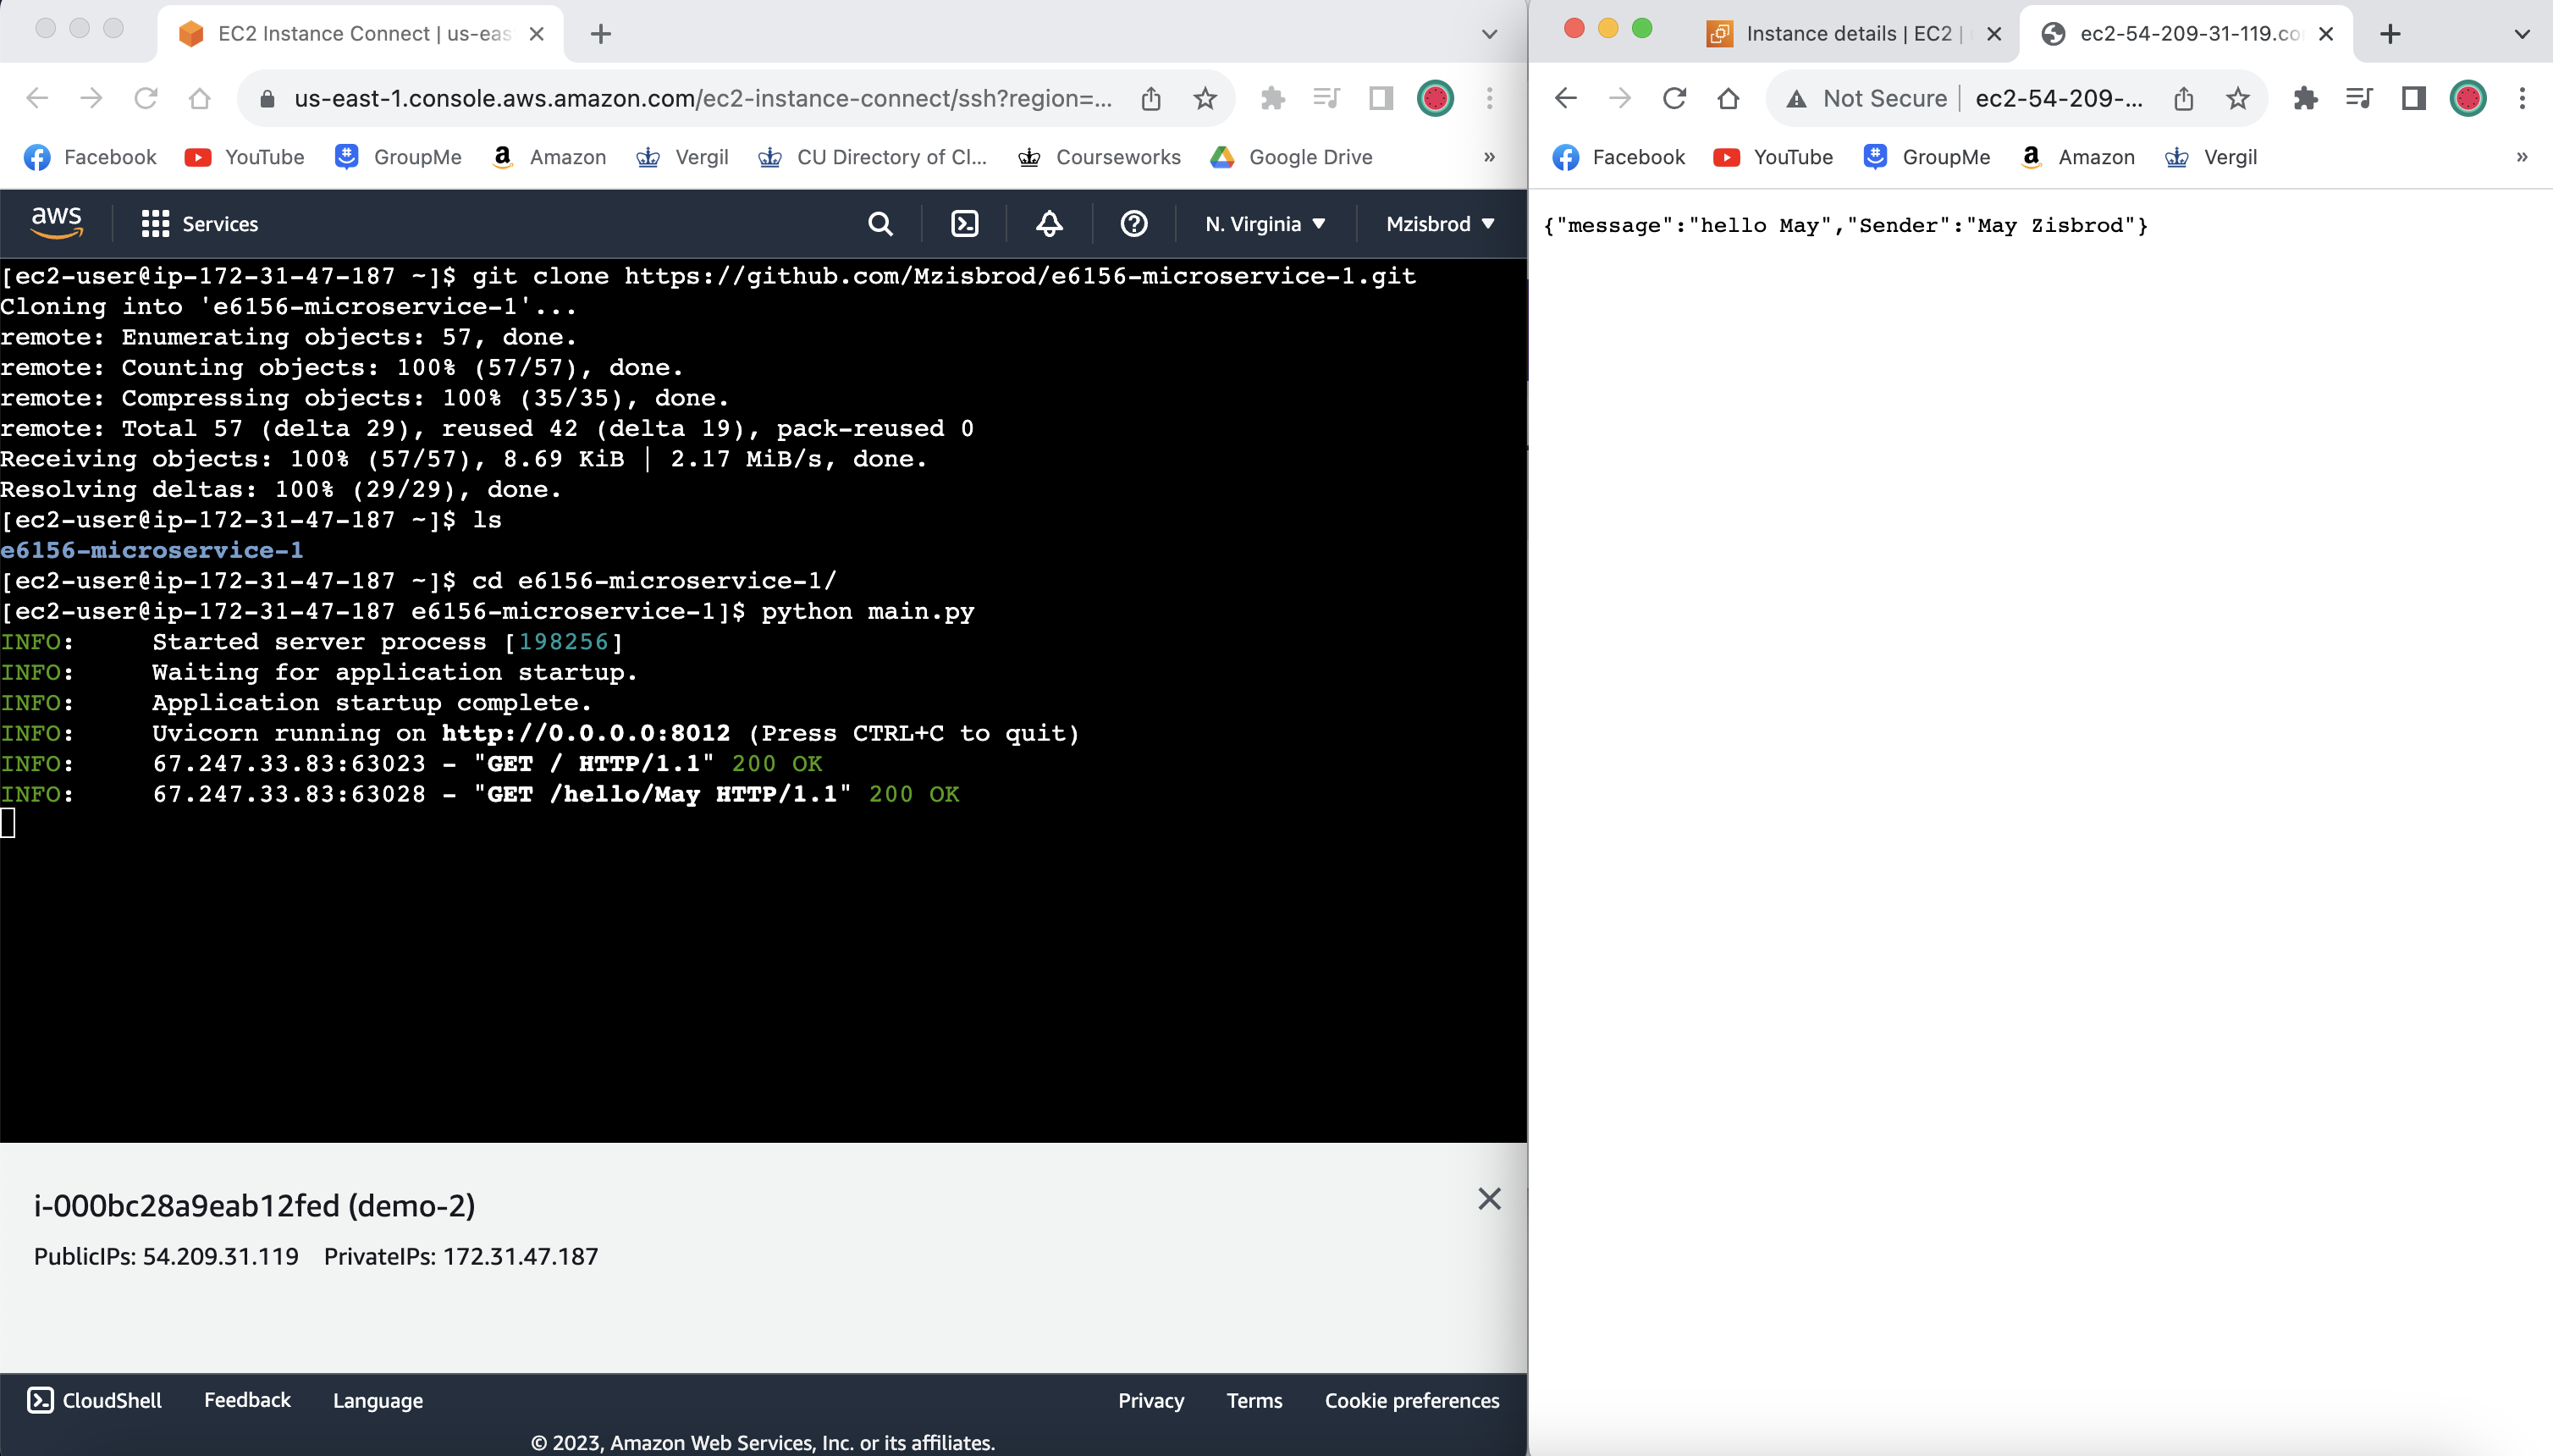 EC2 Instance Connect | us-eas
us-east-1.console.aws.amazon.com/ec2-instance-connect/ssh?region=...
Facebook YouTube GroupMe Amazon Vergil CU Directory of Cl... Courseworks Google Drive »
aws Services N. Virginia ▼ Mzisbrod ▼
[ec2-user@ip-172-31-47-187 ~]$ git clone https://github.com/Mzisbrod/e6156-microservice-1.git
Cloning into 'e6156-microservice-1'...
remote: Enumerating objects: 57, done.
remote: Counting objects: 100% (57/57), done.
remote: Compressing objects: 100% (35/35), done.
remote: Total 57 (delta 29), reused 42 (delta 19), pack-reused 0
Receiving objects: 100% (57/57), 8.69 KiB | 2.17 MiB/s, done.
Resolving deltas: 100% (29/29), done.
[ec2-user@ip-172-31-47-187 ~]$ ls
e6156-microservice-1
[ec2-user@ip-172-31-47-187 ~]$ cd e6156-microservice-1/
[ec2-user@ip-172-31-47-187 e6156-microservice-1]$ python main.py
INFO: Started server process [198256]
INFO: Waiting for application startup.
INFO: Application startup complete.
INFO: Uvicorn running on http://0.0.0.0:8012 (Press CTRL+C to quit)
INFO: 67.247.33.83:63023 - "GET / HTTP/1.1" 200 OK
INFO: 67.247.33.83:63028 - "GET /hello/May HTTP/1.1" 200 OK
i-000bc28a9eab12fed (demo-2)
PublicIPs: 54.209.31.119 PrivateIPs: 172.31.47.187
CloudShell Feedback Language Privacy Terms Cookie preferences
© 2023, Amazon Web Services, Inc. or its affiliates.
Instance details | EC2 | ec2-54-209-31-119.co
Not Secure | ec2-54-209-...
Facebook YouTube GroupMe Amazon Vergil »
{"message":"hello May","Sender":"May Zisbrod"}